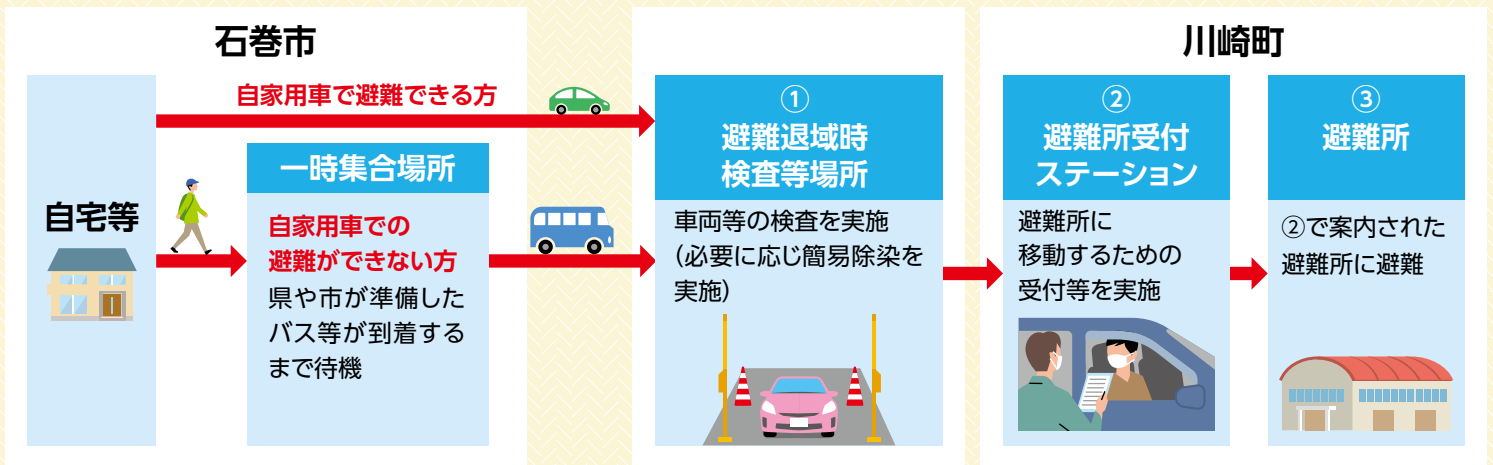 石巻市
自宅等
自家用車で避難できる方
一時集合場所
自家用車での
避難ができない方
県や市が準備した
バス等が到着する
まで待機
①
避難退域時
検査等場所
車両等の検査を実施
(必要に応じ簡易除染を
実施)
川崎町
②
避難所受付
ステーション
避難所に
移動するための
受付等を実施
③
避難所
②で案内された
避難所に避難